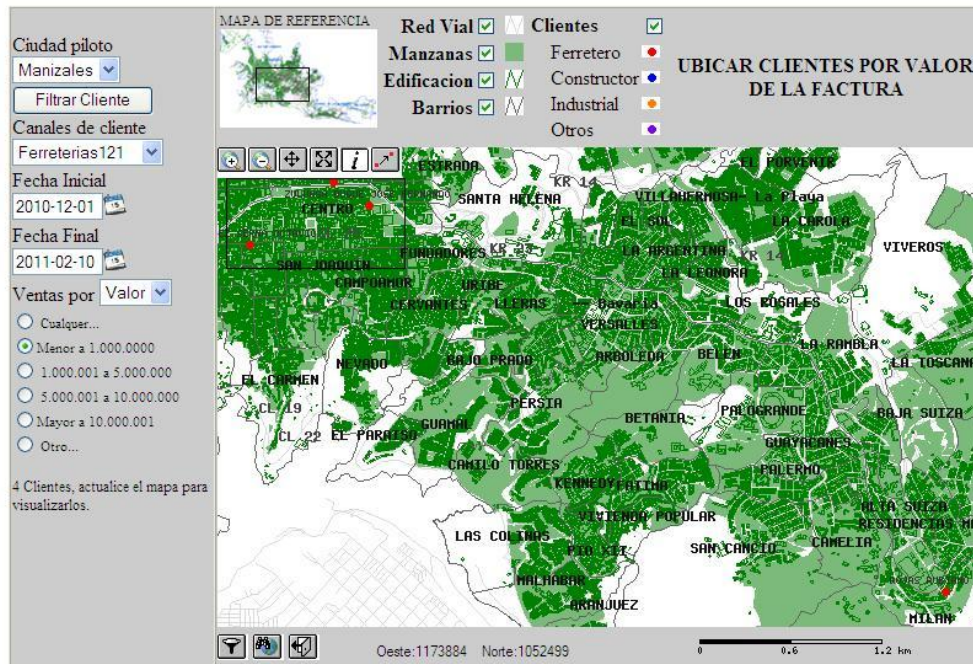 Ciudad piloto
Manizales
Filtrar Cliente
Canales de cliente
Ferreterias121
Fecha Inicial
2010-12-01
Fecha Final
2011-02-10
Ventas por Valor
Cualquer...
Menor a 1.000.0000
1.000.001 a 5.000.000
5.000.001 a 10.000.000
Mayor a 10.000.001
Otro...
4 Clientes, actualice el mapa para
visualizarlos.
MAPA DE REFERENCIA
Red Vial
Manzanas
Edificacion
Barrios
Clientes
Ferretero
Constructor
Industrial
Otros
UBICAR CLIENTES POR VALOR
DE LA FACTURA
ESTRADA
EL PORVENIR
KR 14
SANTA HELENA
VILLAHERMOSA
La Playa
CENTRO
EL SOL
LA CAROLA
FUNDADORES
KR 23
LA ARGENTINA
KR 14
VIVEROS
SAN JOAQUIN
LA LEONORA
CAMPOAMOR
URIBE
CERVANTES
LLERAS
Bavaria
LOS ROSALES
VERSALLES
LA RAMBLA
NEVADO
BAJO PRADO
ARBOLEDA
BELEN
LA TOSCANA
EL CARMEN
PERSIA
CL 19
BETANIA
PALOGRANDE
BAJA SUIZA
GUAMAL
CL 22
EL PARAISO
GUAYACANES
CAMILO TORRES
PALERMO
KENNEDY
FATIMA
ALTA SUIZA
VIVIENDA POPULAR
RESIDENCIAS
LAS COLINAS
CAMELIA
PIO XII
SAN CANCIO
MALHABAR
ARANJUEZ
MILAN
Oeste:1173884 Norte:1052499
0 0.6 1.2 km